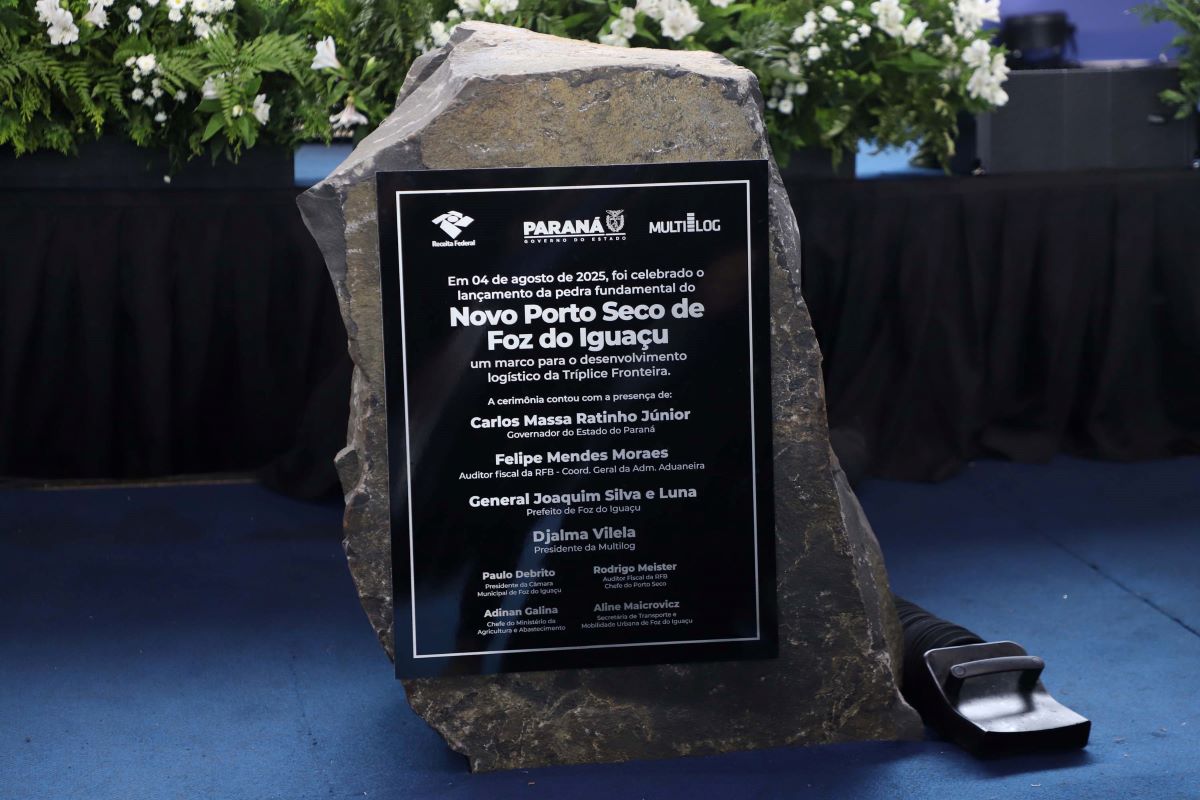 Receita Federal
PARANÁ
GOVERNO DO ESTADO
MULTILOG
Em 04 de agosto de 2025, foi celebrado o
lançamento da pedra fundamental do
Novo Porto Seco de
Foz do Iguaçu
um marco para o desenvolvimento
logístico da Tríplice Fronteira.
A cerimônia contou com a presença de:
Carlos Massa Ratinho Júnior
Governador do Estado do Paraná
Felipe Mendes Moraes
Auditor fiscal da RFB - Coord. Geral da Adm. Aduaneira
General Joaquim Silva e Luna
Prefeito de Foz do Iguaçu
Djalma Vilela
Presidente da Multilog
Paulo Debrito
Presidente da Câmara
Municipal de Foz do Iguaçu
Rodrigo Meister
Auditor Fiscal da RFB
Chefe do Porto Seco
Adinan Galina
Chefe do Ministério da
Agricultura e Abastecimento
Aline Maicrovicz
Secretária de Transporte e
Mobilidade Urbana de Foz do Iguaçu